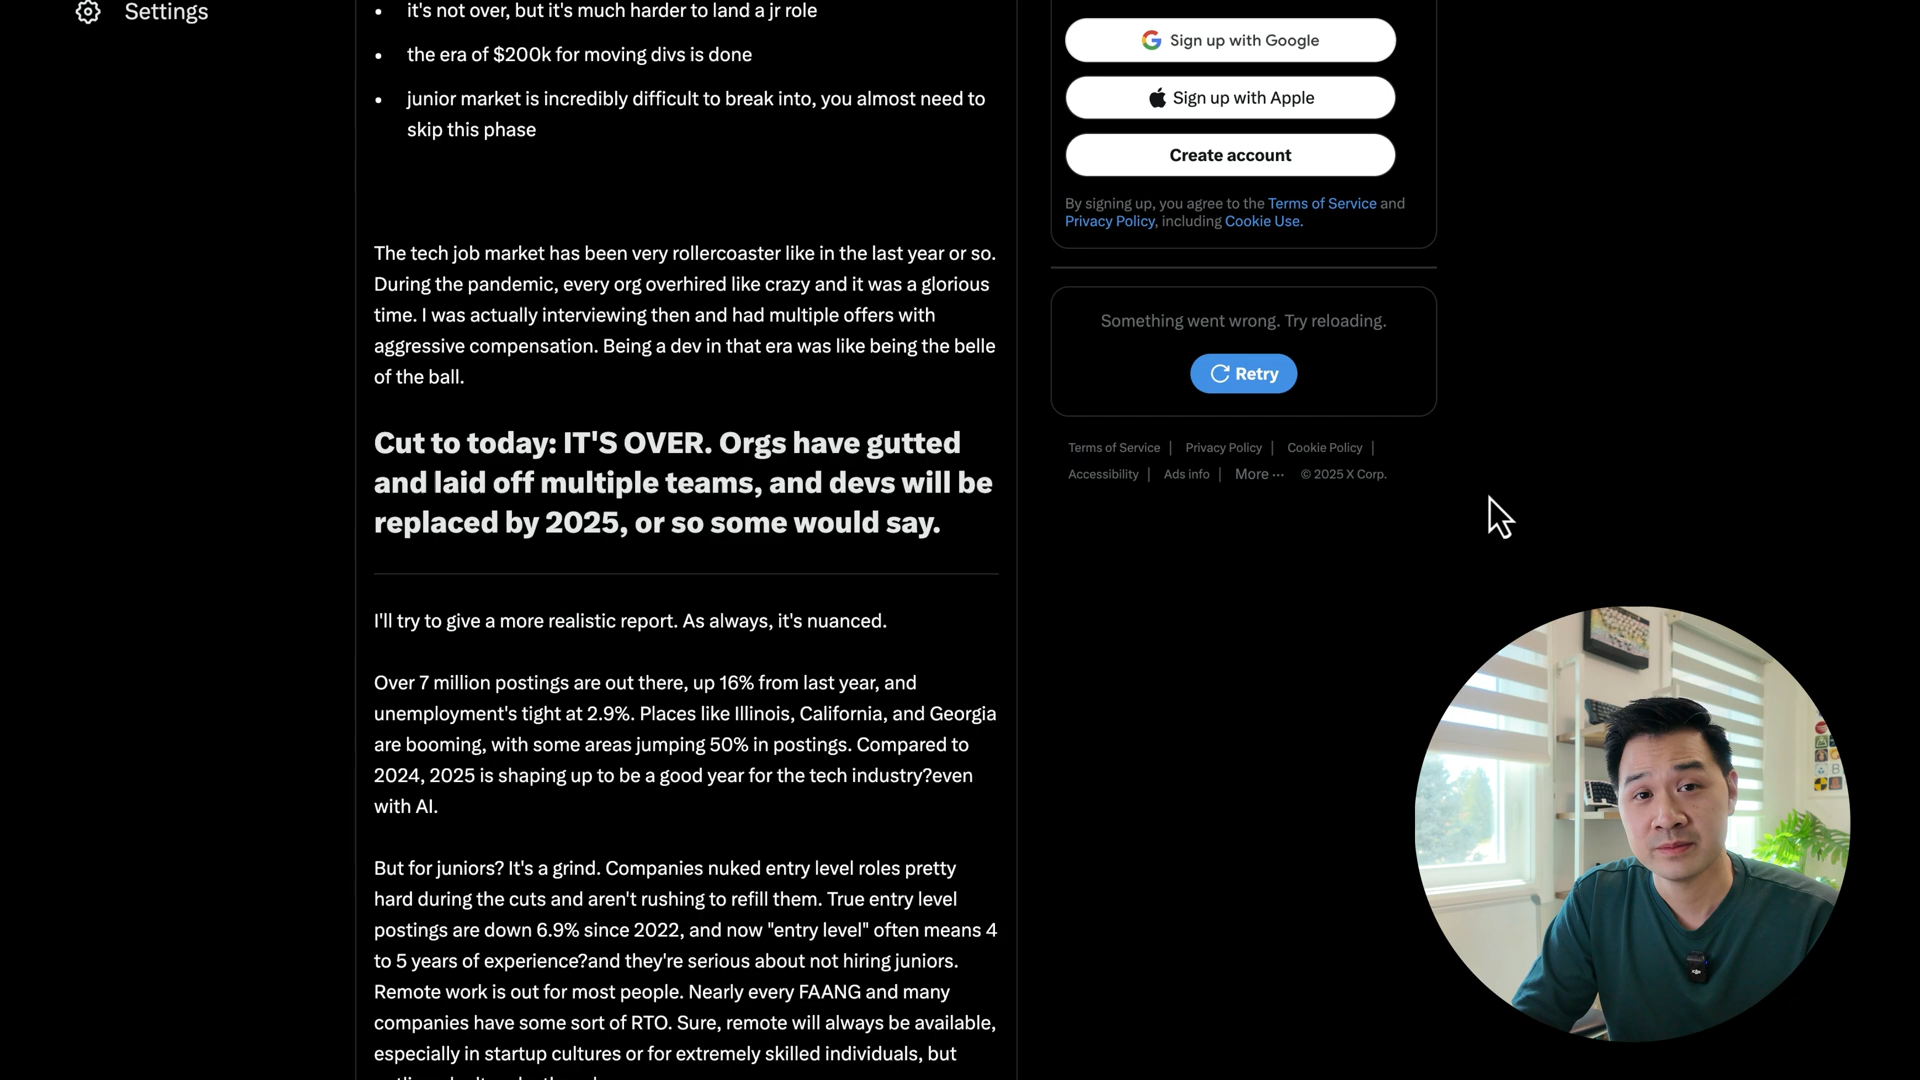 Settings
it's not over, but it's much harder to land a jr role
the era of $200k for moving divs is done
junior market is incredibly difficult to break into, you almost need to
skip this phase
The tech job market has been very rollercoaster like in the last year or so.
During the pandemic, every org overhired like crazy and it was a glorious
time. I was actually interviewing then and had multiple offers with
aggressive compensation. Being a dev in that era was like being the belle
of the ball.
Cut to today: IT'S OVER. Orgs have gutted
and laid off multiple teams, and devs will be
replaced by 2025, or so some would say.
I'll try to give a more realistic report. As always, it's nuanced.
Over 7 million postings are out there, up 16% from last year, and
unemployment's tight at 2.9%. Places like Illinois, California, and Georgia
are booming, with some areas jumping 50% in postings. Compared to
2024, 2025 is shaping up to be a good year for the tech industry?even
with AI.
But for juniors? It's a grind. Companies nuked entry level roles pretty
hard during the cuts and aren't rushing to refill them. True entry level
postings are down 6.9% since 2022, and now "entry level" often means 4
to 5 years of experience?and they're serious about not hiring juniors.
Remote work is out for most people. Nearly every FAANG and many
companies have some sort of RTO. Sure, remote will always be available,
especially in startup cultures or for extremely skilled individuals, but
Sign up with Google
Sign up with Apple
Create account
By signing up, you agree to the Terms of Service and
Privacy Policy, including Cookie Use.
Something went wrong. Try reloading.
Retry
Terms of Service | Privacy Policy | Cookie Policy |
Accessibility | Ads info | More ··· © 2025 X Corp.